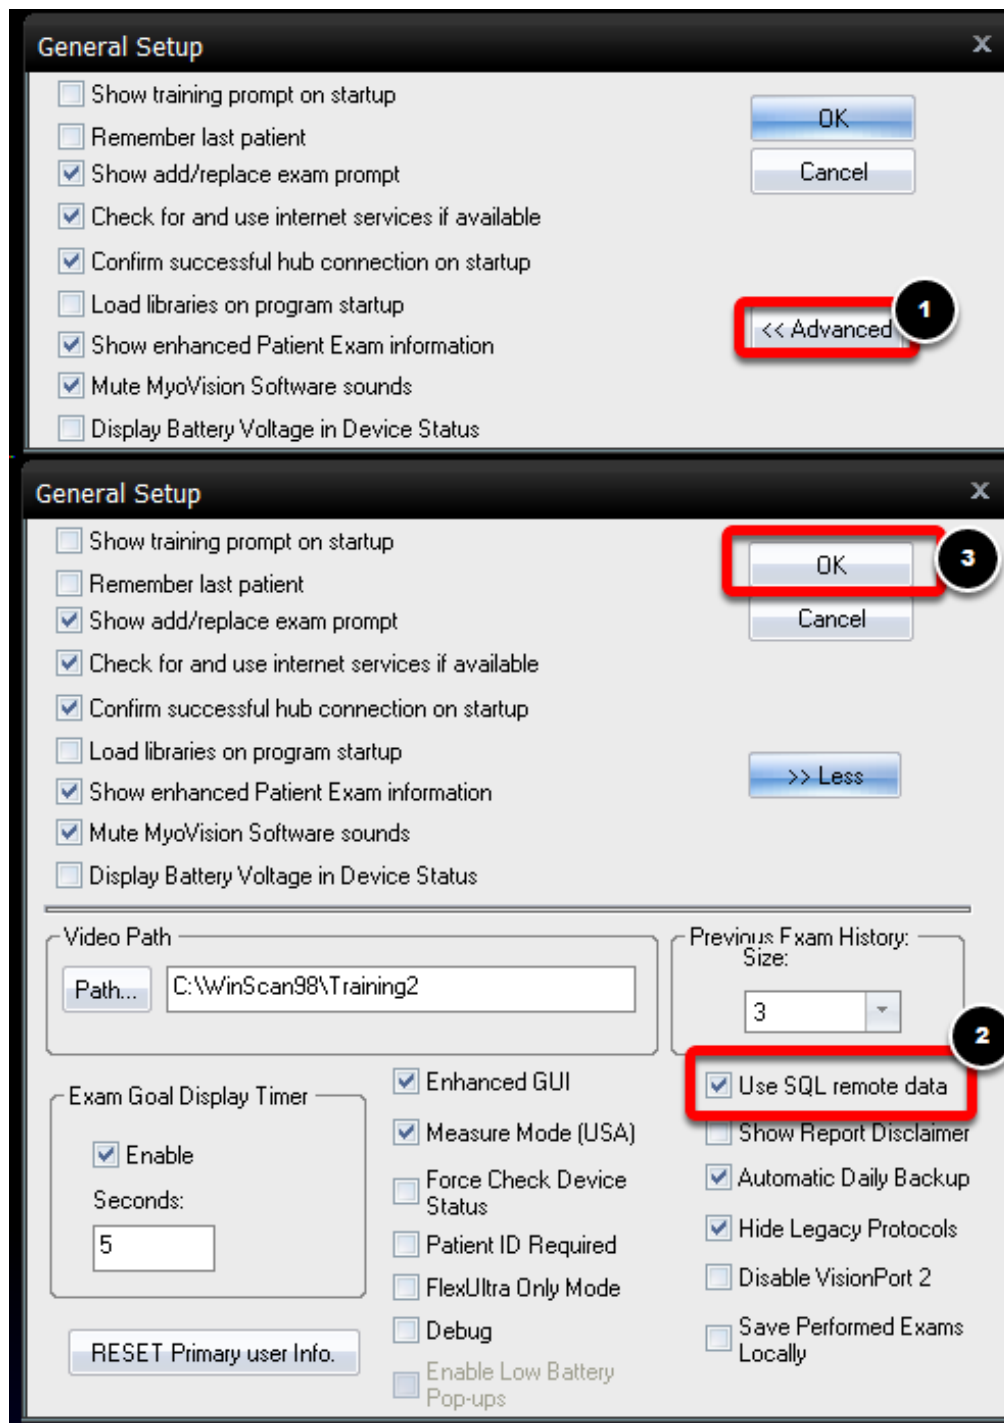 General Setup x
Show training prompt on startup
Remember last patient
Show add/replace exam prompt
Check for and use internet services if available
Confirm successful hub connection on startup
Load libraries on program startup
Show enhanced Patient Exam information
Mute MyoVision Software sounds
Display Battery Voltage in Device Status
OK
Cancel
<< Advanced
1
General Setup x
Show training prompt on startup
Remember last patient
Show add/replace exam prompt
Check for and use internet services if available
Confirm successful hub connection on startup
Load libraries on program startup
Show enhanced Patient Exam information
Mute MyoVision Software sounds
Display Battery Voltage in Device Status
OK
3
Cancel
>> Less
Video Path
Path...
C:\WinScan98\Training2
Previous Exam History:
Size:
3
2
Exam Goal Display Timer
Enable
Seconds:
5
RESET Primary user Info.
Enhanced GUI
Measure Mode (USA)
Force Check Device
Status
Patient ID Required
FlexUltra Only Mode
Debug
Enable Low Battery
Pop-ups
Use SQL remote data
Show Report Disclaimer
Automatic Daily Backup
Hide Legacy Protocols
Disable VisionPort 2
Save Performed Exams
Locally